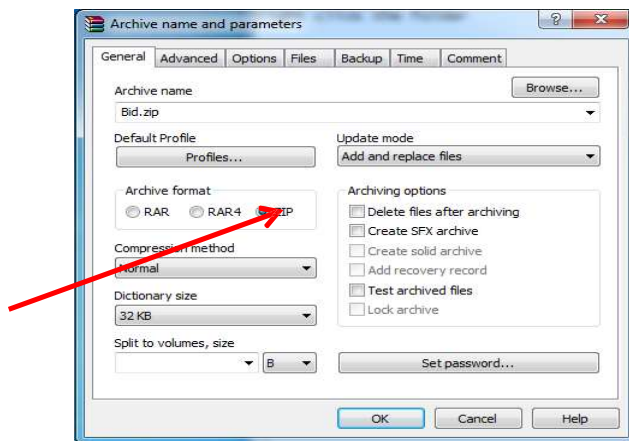 Archive name and parameters
General Advanced Options Files Backup Time Comment
Archive name
Browse...
Bid.zip
Default Profile
Profiles...
Update mode
Add and replace files
Archive format
RAR RAR4 ZIP
Compression method
Normal
Dictionary size
32 KB
Split to volumes, size
B
Archiving options
Delete files after archiving
Create SFX archive
Create solid archive
Add recovery record
Test archived files
Lock archive
Set password...
OK Cancel Help